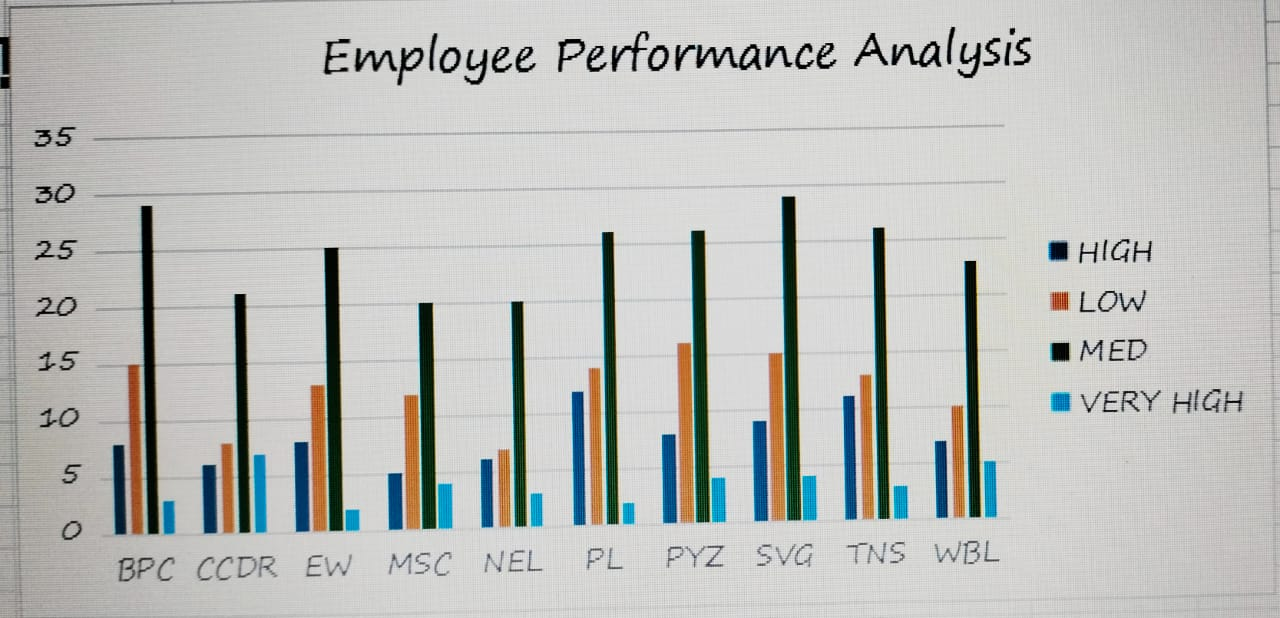 Employee Performance Analysis
35
30
25
20
15
10
5
0
BPC CCDR EW MSC NEL PL PYZ SVG TNS WBL
HIGH
LOW
MED
VERY HIGH